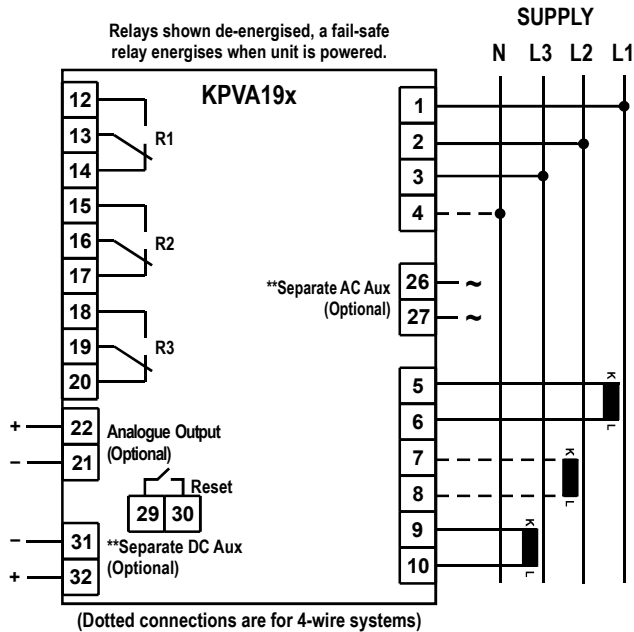 SUPPLY
Relays shown de-energised, a fail-safe
relay energises when unit is powered.
N L3 L2 L1
KPVA19x
12
13
14
R1
15
16
17
R2
18
19
20
R3
+ 22
- 21
Analogue Output
(Optional)
Reset
29 30
- 31
+ 32
**Separate DC Aux
(Optional)
1
2
3
4
**Separate AC Aux
(Optional)
26 ~
27 ~
5
6
K
L
7
8
K
L
9
10
K
L
(Dotted connections are for 4-wire systems)